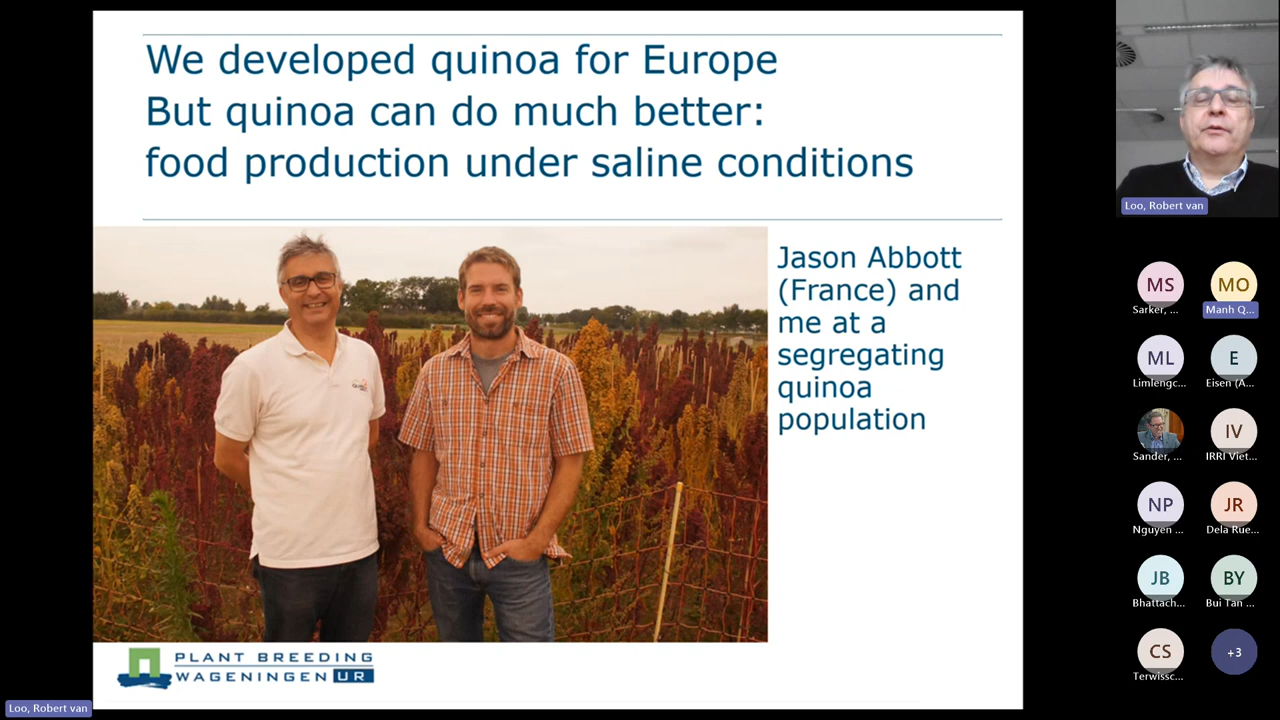 We developed quinoa for Europe
But quinoa can do much better:
food production under saline conditions
Jason Abbott
(France) and
me at a
segregating
quinoa
population
PLANT BREEDING
WAGENINGEN UR
Loo, Robert van
Loo, Robert van
MS
MO
Sarker, ...
Manh Q...
ML
E
Limlengc...
Eisen (A...
IV
Sander, ...
IRRI Viet...
NP
JR
Nguyen ...
Dela Rue...
JB
BY
Bhattach...
Bui Tan ...
CS
+3
Terwissc...